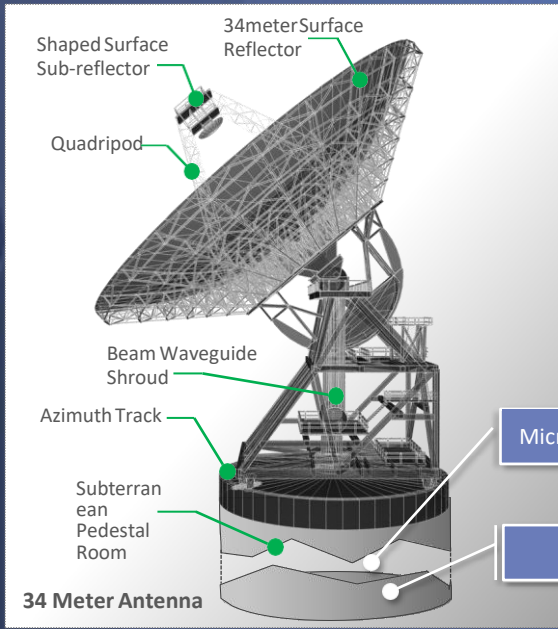 34meter Surface
Reflector
Shaped Surface
Sub-reflector
Quadripod
Beam Waveguide
Shroud
Azimuth Track
Micr
Subterran
ean
Pedestal
Room
34 Meter Antenna